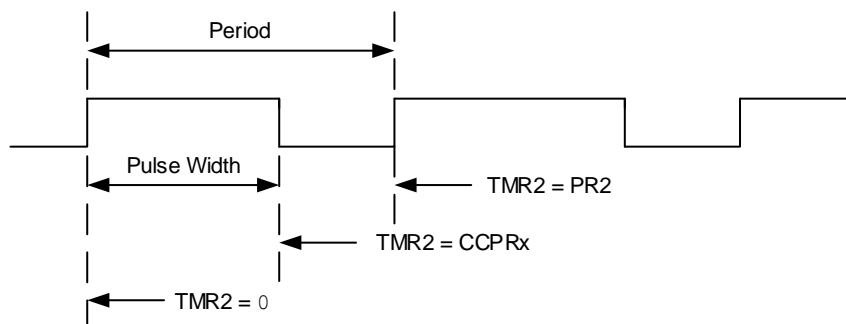 Period
Pulse Width
TMR2 = PR2
TMR2 = CCPRx
TMR2 = 0